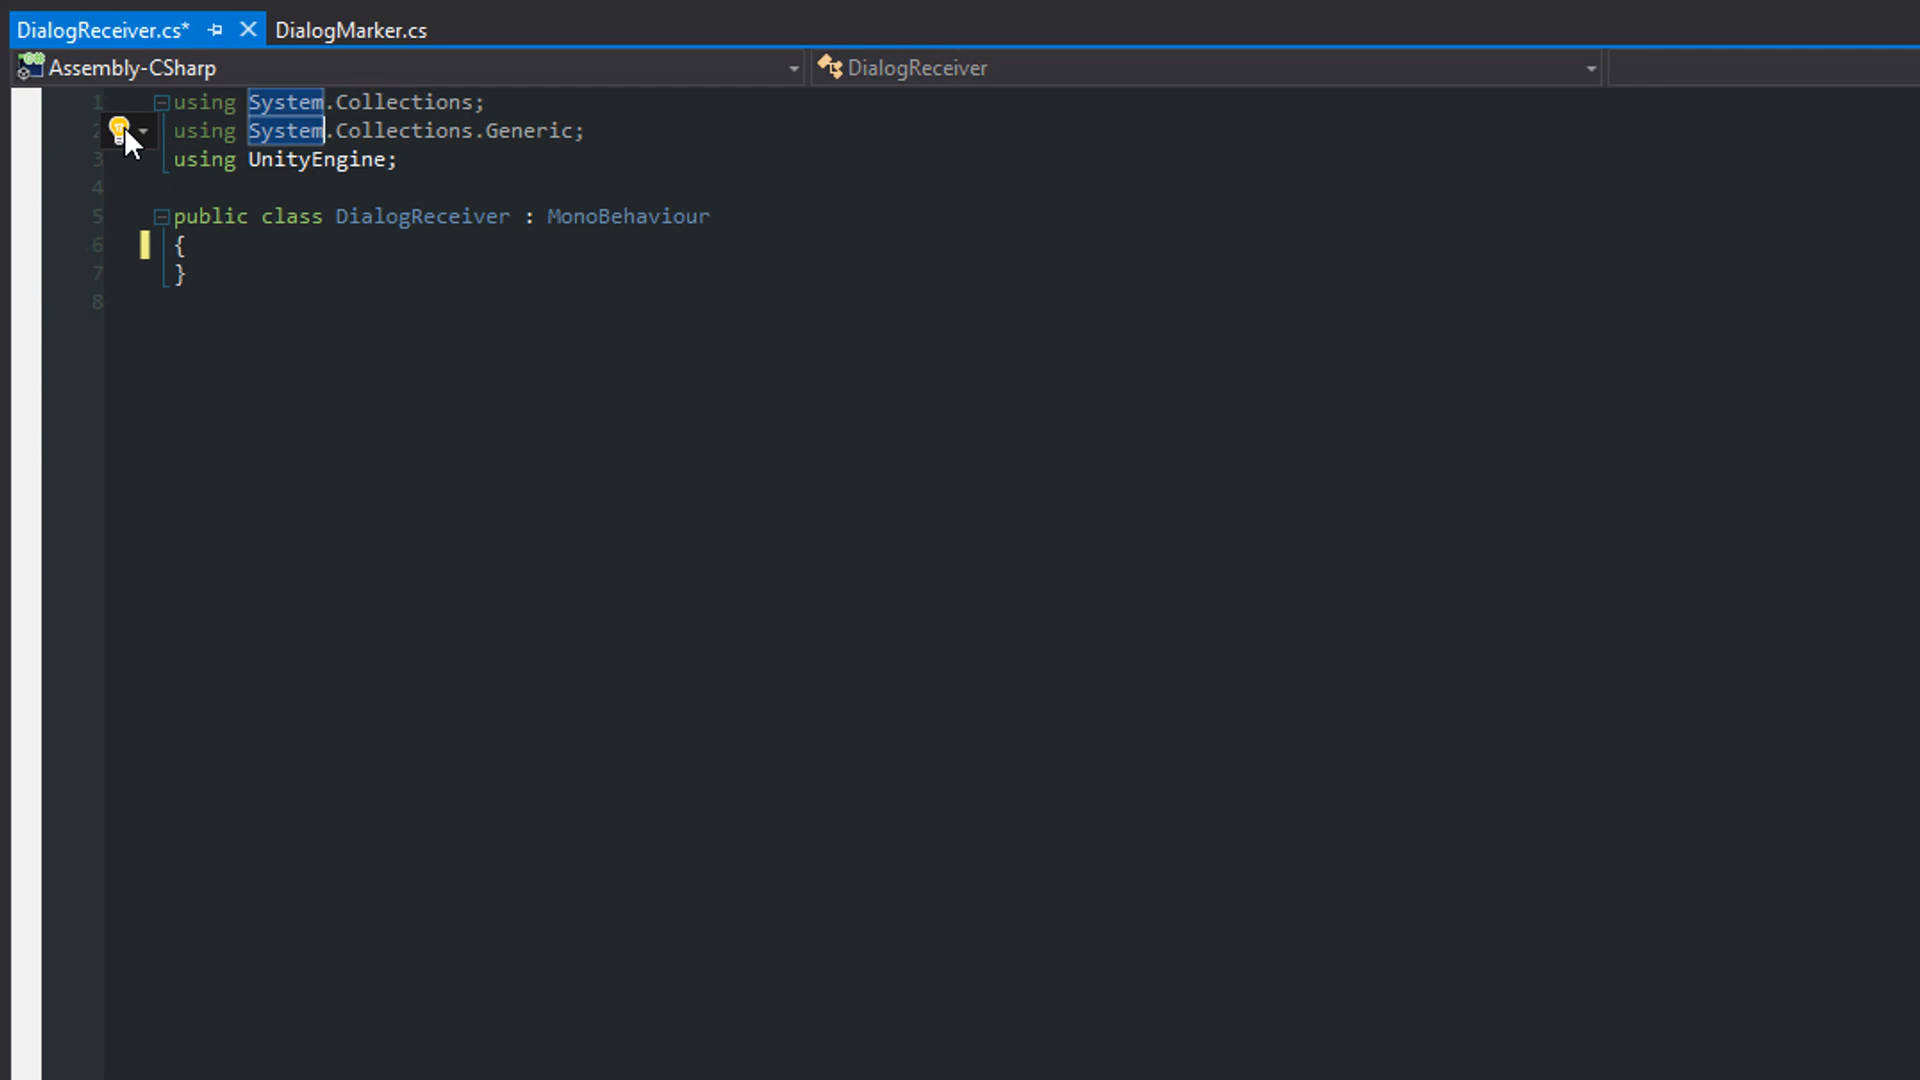 DialogReceiver.cs* DialogMarker.cs
Assembly-CSharp DialogReceiver
1 using System.Collections;
2 using System.Collections.Generic;
3 using UnityEngine;
4
5 public class DialogReceiver : MonoBehaviour
6 {
7 }
8